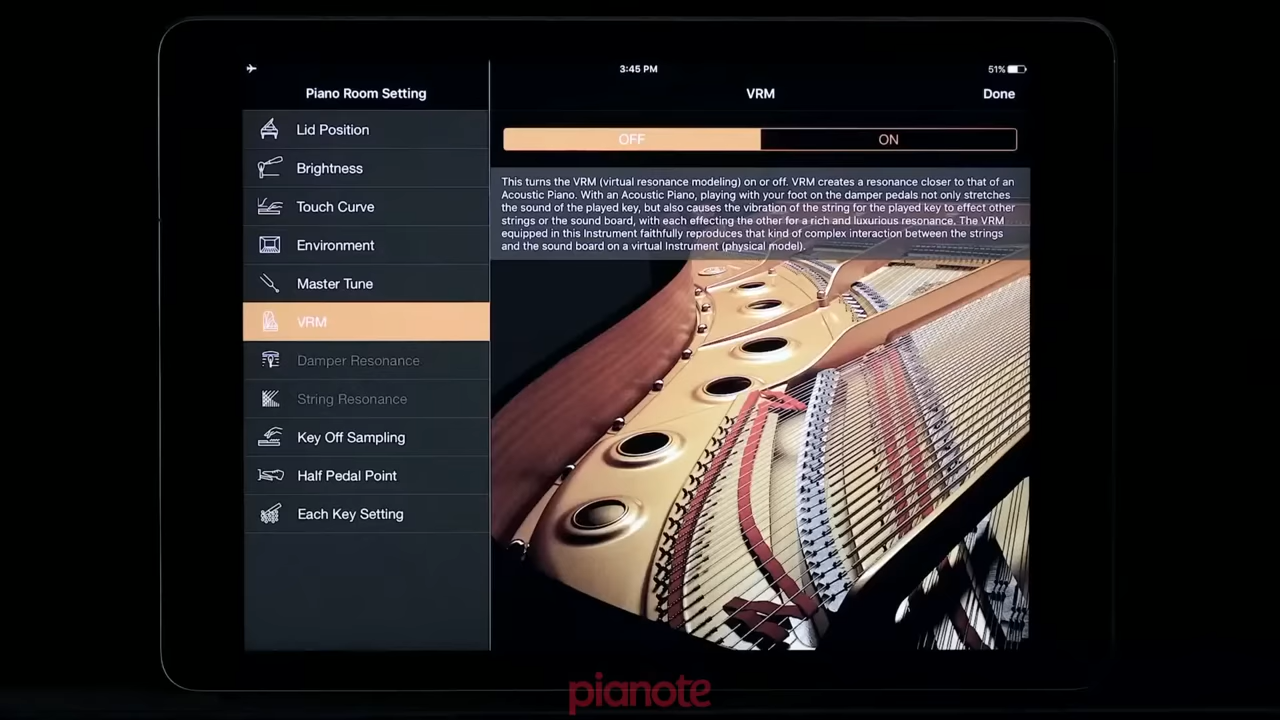 3:45 PM
51%
Piano Room Setting
VRM
Done
Lid Position
Brightness
Touch Curve
Environment
Master Tune
VRM
Damper Resonance
String Resonance
Key Off Sampling
Half Pedal Point
Each Key Setting
OFF
ON
This turns the VRM (virtual resonance modeling) on or off. VRM creates a resonance closer to that of an
Acoustic Piano. With an Acoustic Piano, playing with your foot on the damper pedals not only stretches
the sound of the played key, but also causes the vibration of the string for the played key to effect other
strings or the sound board, with each effecting the other for a rich and luxurious resonance. The VRM
equipped in this Instrument faithfully reproduces that kind of complex interaction between the strings
and the sound board on a virtual Instrument (physical model).
pianote